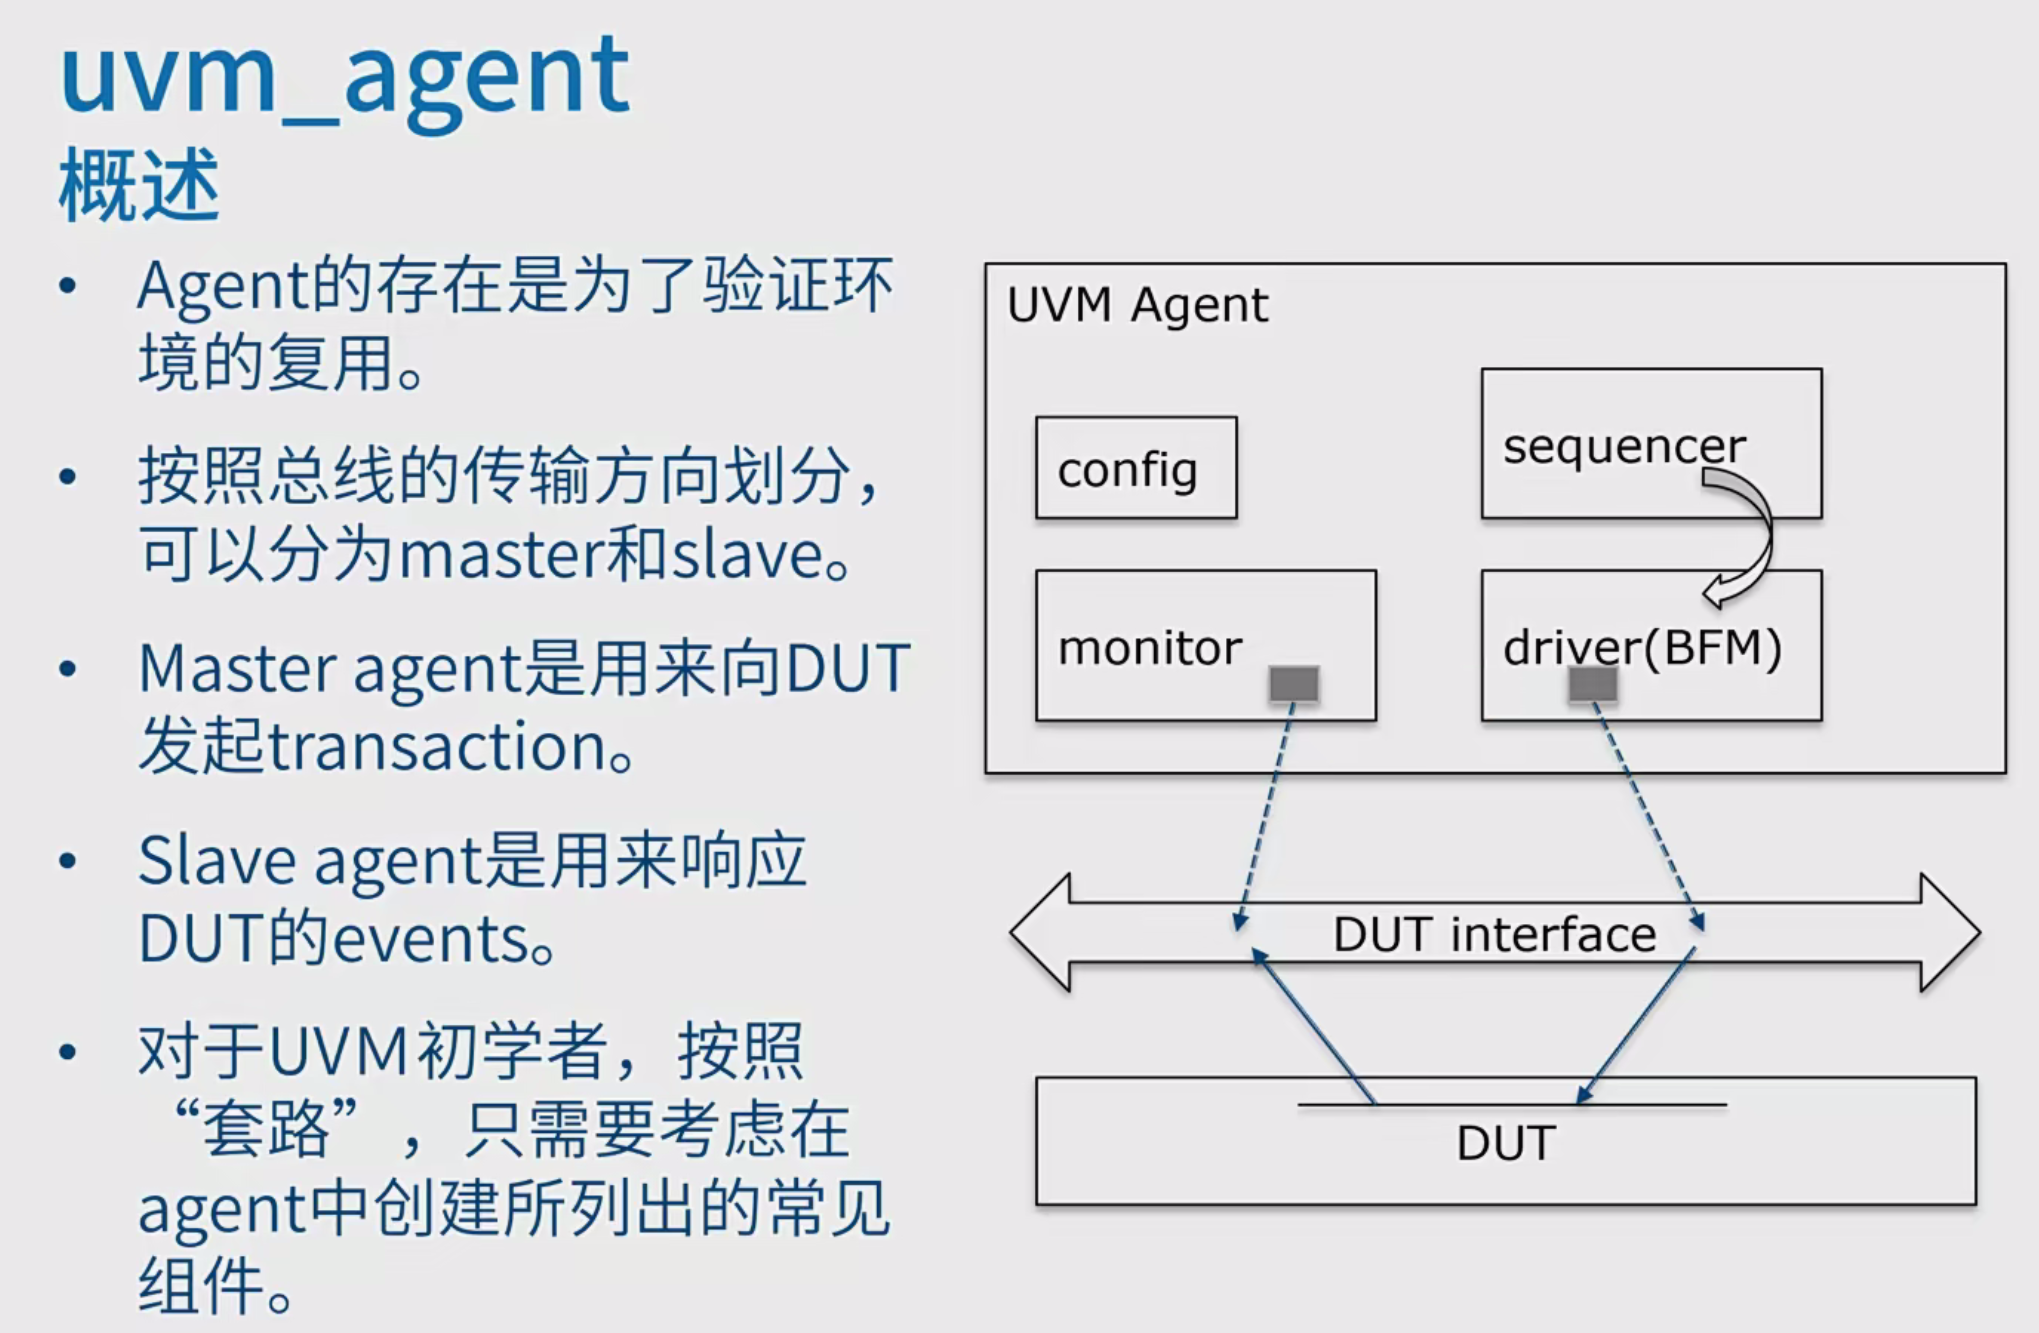 uvm_agent
概述
• Agent的存在是为了验证环
境的复用。
• 按照总线的传输方向划分，
可以分为master和slave。
• Master agent是用来向DUT
发起transaction。
• Slave agent是用来响应
DUT的events。
• 对于UVM初学者，按照
“套路”，只需要考虑在
agent中创建所列出的常见
组件。
UVM Agent
config
sequencer
monitor
driver(BFM)
DUT interface
DUT